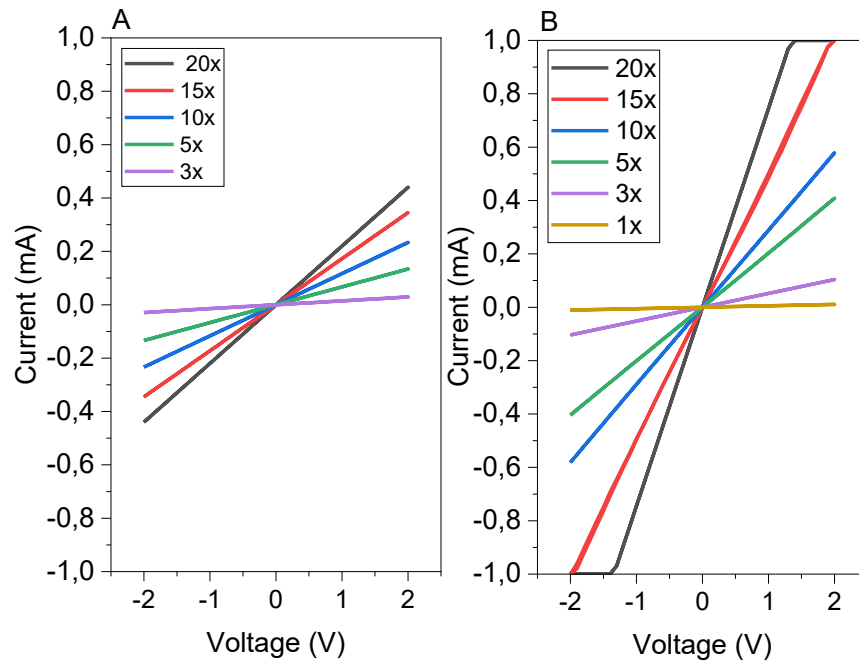 A
1,0
0,8
0,6
0,4
0,2
0,0
-0,2
-0,4
-0,6
-0,8
-1,0
Current (mA)
20x
15x
10x
5x
3x
-2 -1 0 1 2
Voltage (V)
B
1,0
0,8
0,6
0,4
0,2
0,0
-0,2
-0,4
-0,6
-0,8
-1,0
Current (mA)
20x
15x
10x
5x
3x
1x
-2 -1 0 1 2
Voltage (V)